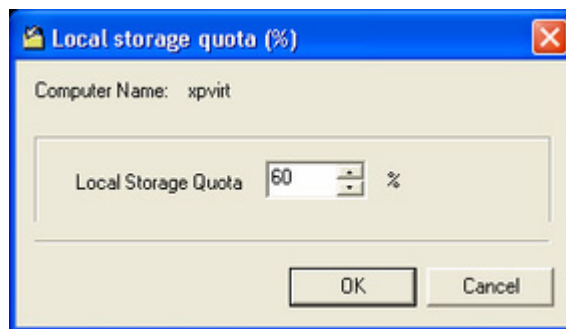 Local storage quota (%)
Computer Name: xpvirt
Local Storage Quota 60 %
OK Cancel